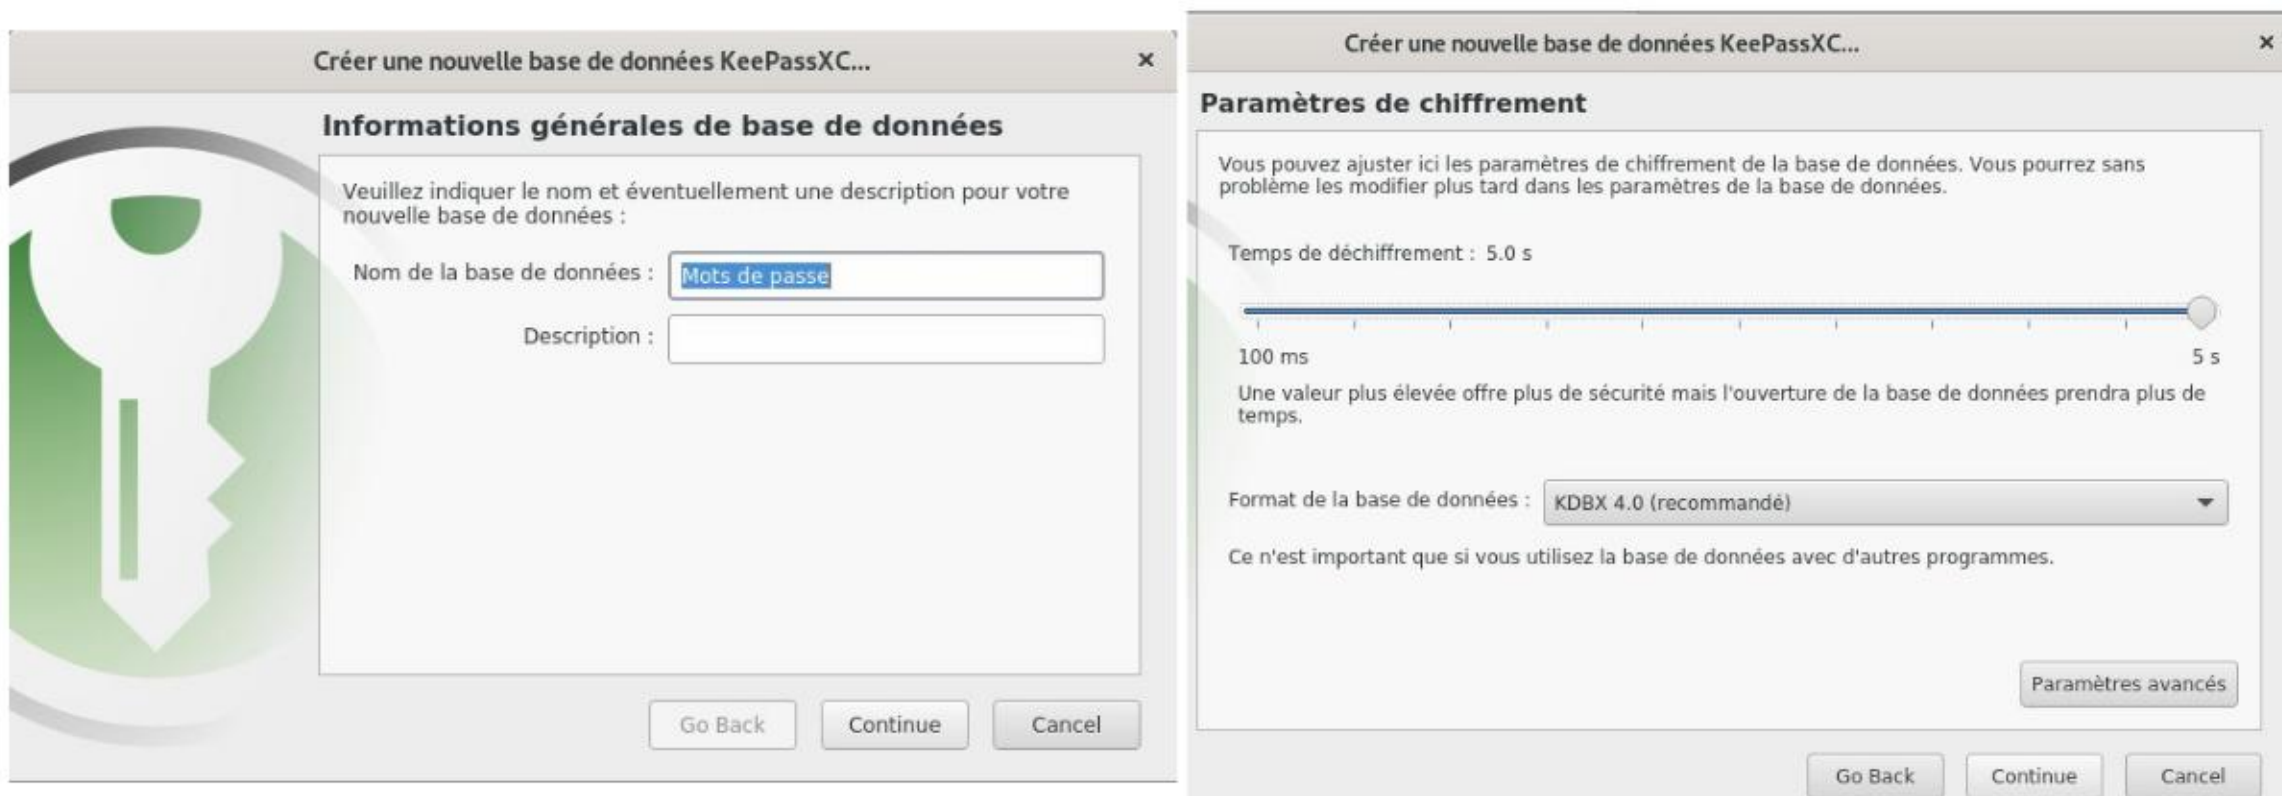 Créer une nouvelle base de données KeePassXC...
×
Informations générales de base de données
Veuillez indiquer le nom et éventuellement une description pour votre
nouvelle base de données :
Nom de la base de données : Mots de passe
Description :
Go Back Continue Cancel
Créer une nouvelle base de données KeePassXC...
×
Paramètres de chiffrement
Vous pouvez ajuster ici les paramètres de chiffrement de la base de données. Vous pourrez sans
problème les modifier plus tard dans les paramètres de la base de données.
Temps de déchiffrement : 5.0 s
100 ms 5 s
Une valeur plus élevée offre plus de sécurité mais l'ouverture de la base de données prendra plus de
temps.
Format de la base de données : KDBX 4.0 (recommandé)
Ce n'est important que si vous utilisez la base de données avec d'autres programmes.
Paramètres avancés
Go Back Continue Cancel